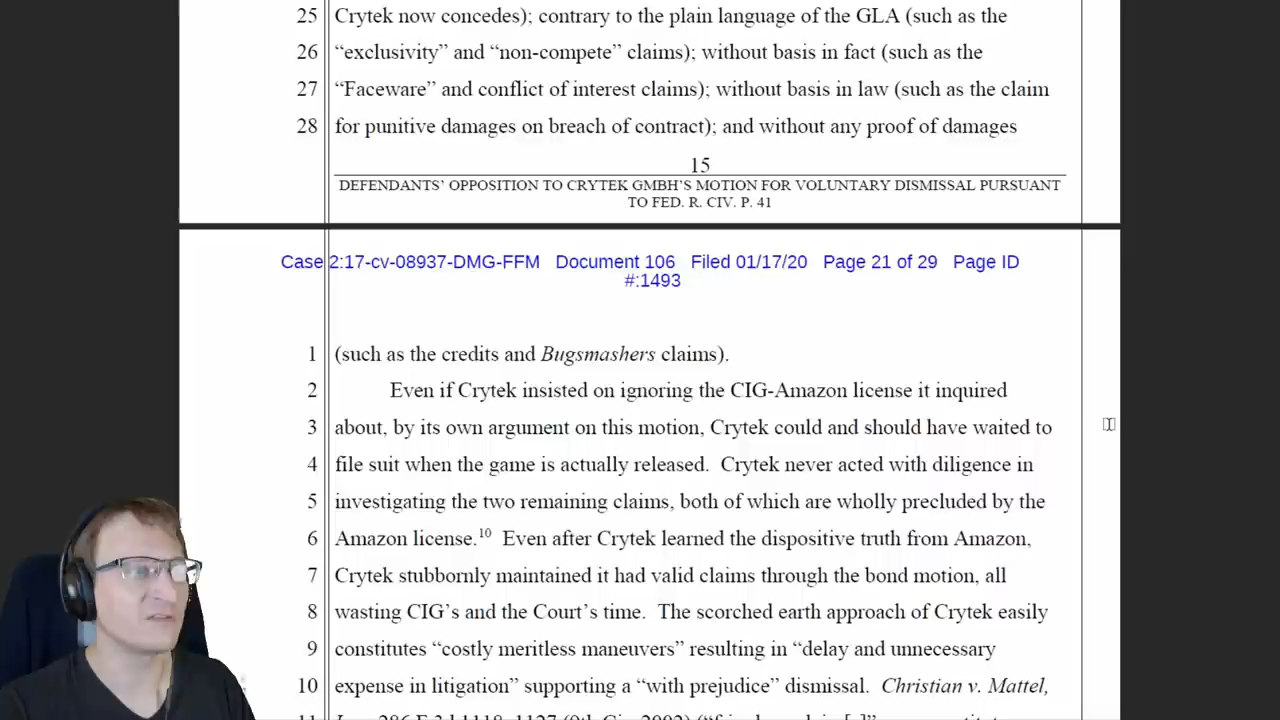 25 Crytek now concedes); contrary to the plain language of the GLA (such as the
26 “exclusivity” and “non-compete” claims); without basis in fact (such as the
27 “Faceware” and conflict of interest claims); without basis in law (such as the claim
28 for punitive damages on breach of contract); and without any proof of damages
15
DEFENDANTS’ OPPOSITION TO CRYTEK GMBH’S MOTION FOR VOLUNTARY DISMISSAL PURSUANT
TO FED. R. CIV. P. 41
Case 2:17-cv-08937-DMG-FFM Document 106 Filed 01/17/20 Page 21 of 29 Page ID
#:1493
1 (such as the credits and Bugsmashers claims).
2 Even if Crytek insisted on ignoring the CIG-Amazon license it inquired
3 about, by its own argument on this motion, Crytek could and should have waited to
4 file suit when the game is actually released. Crytek never acted with diligence in
5 investigating the two remaining claims, both of which are wholly precluded by the
6 Amazon license.10 Even after Crytek learned the dispositive truth from Amazon,
7 Crytek stubbornly maintained it had valid claims through the bond motion, all
8 wasting CIG’s and the Court’s time. The scorched earth approach of Crytek easily
9 constitutes “costly meritless maneuvers” resulting in “delay and unnecessary
10 expense in litigation” supporting a “with prejudice” dismissal. Christian v. Mattel,